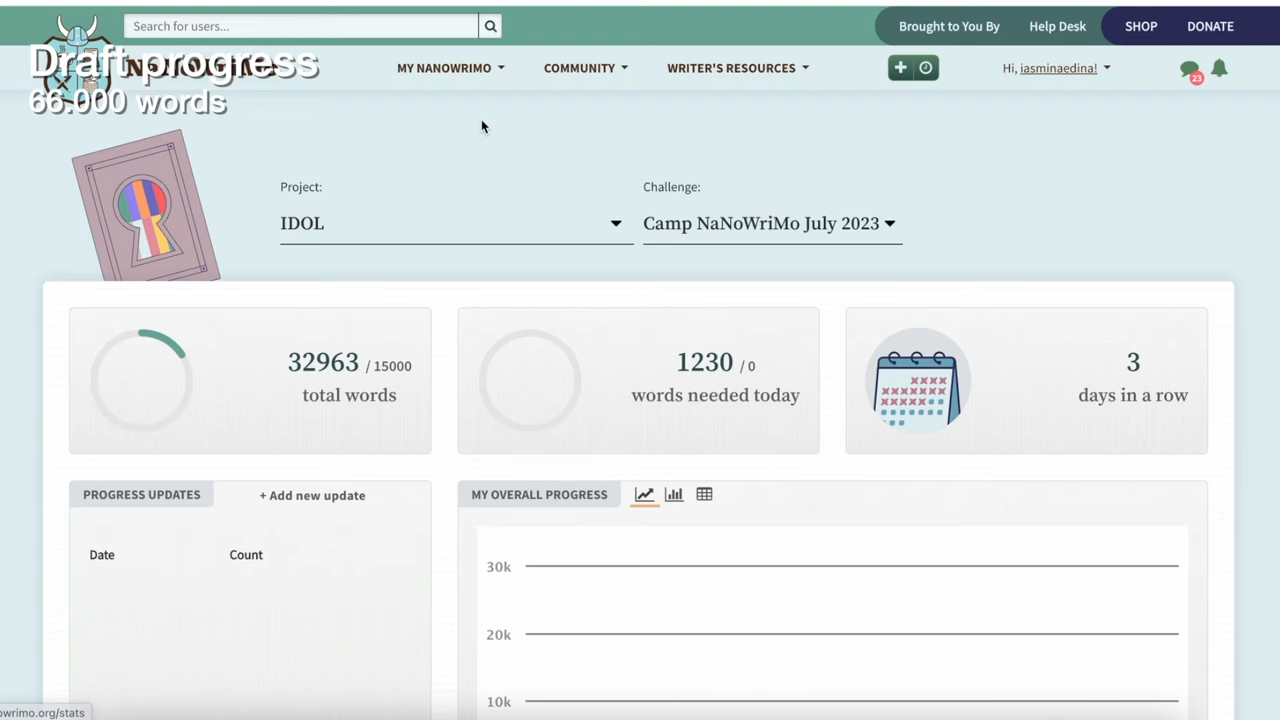 Search for users...
Brought to You By
Help Desk
SHOP
DONATE
Draft progress
66.000 words
MY NANOWRIMO
COMMUNITY
WRITER'S RESOURCES
Hi, iasminaedina!
23
Project:
Challenge:
IDOL
Camp NaNoWriMo July 2023
32963 / 15000
total words
1230 / 0
words needed today
3
days in a row
PROGRESS UPDATES
+ Add new update
MY OVERALL PROGRESS
Date
Count
30k
20k
10k
owrimo.org/stats